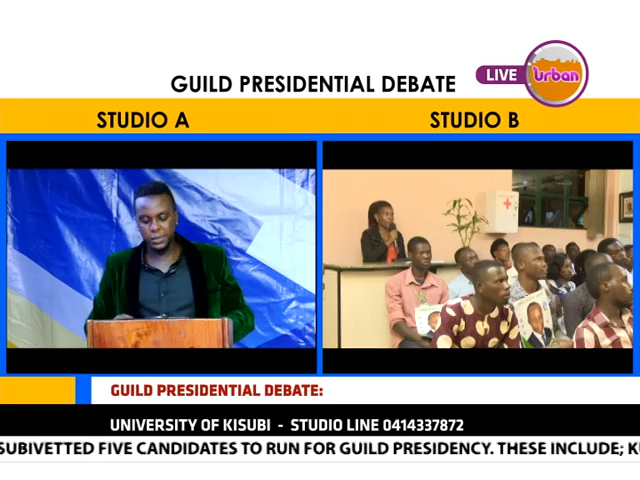 LIVE
Urban
GUILD PRESIDENTIAL DEBATE
STUDIO A
STUDIO B
GUILD PRESIDENTIAL DEBATE:
UNIVERSITY OF KISUBI - STUDIO LINE 0414337872
SUBIVETTED FIVE CANDIDATES TO RUN FOR GUILD PRESIDENCY. THESE INCLUDE;